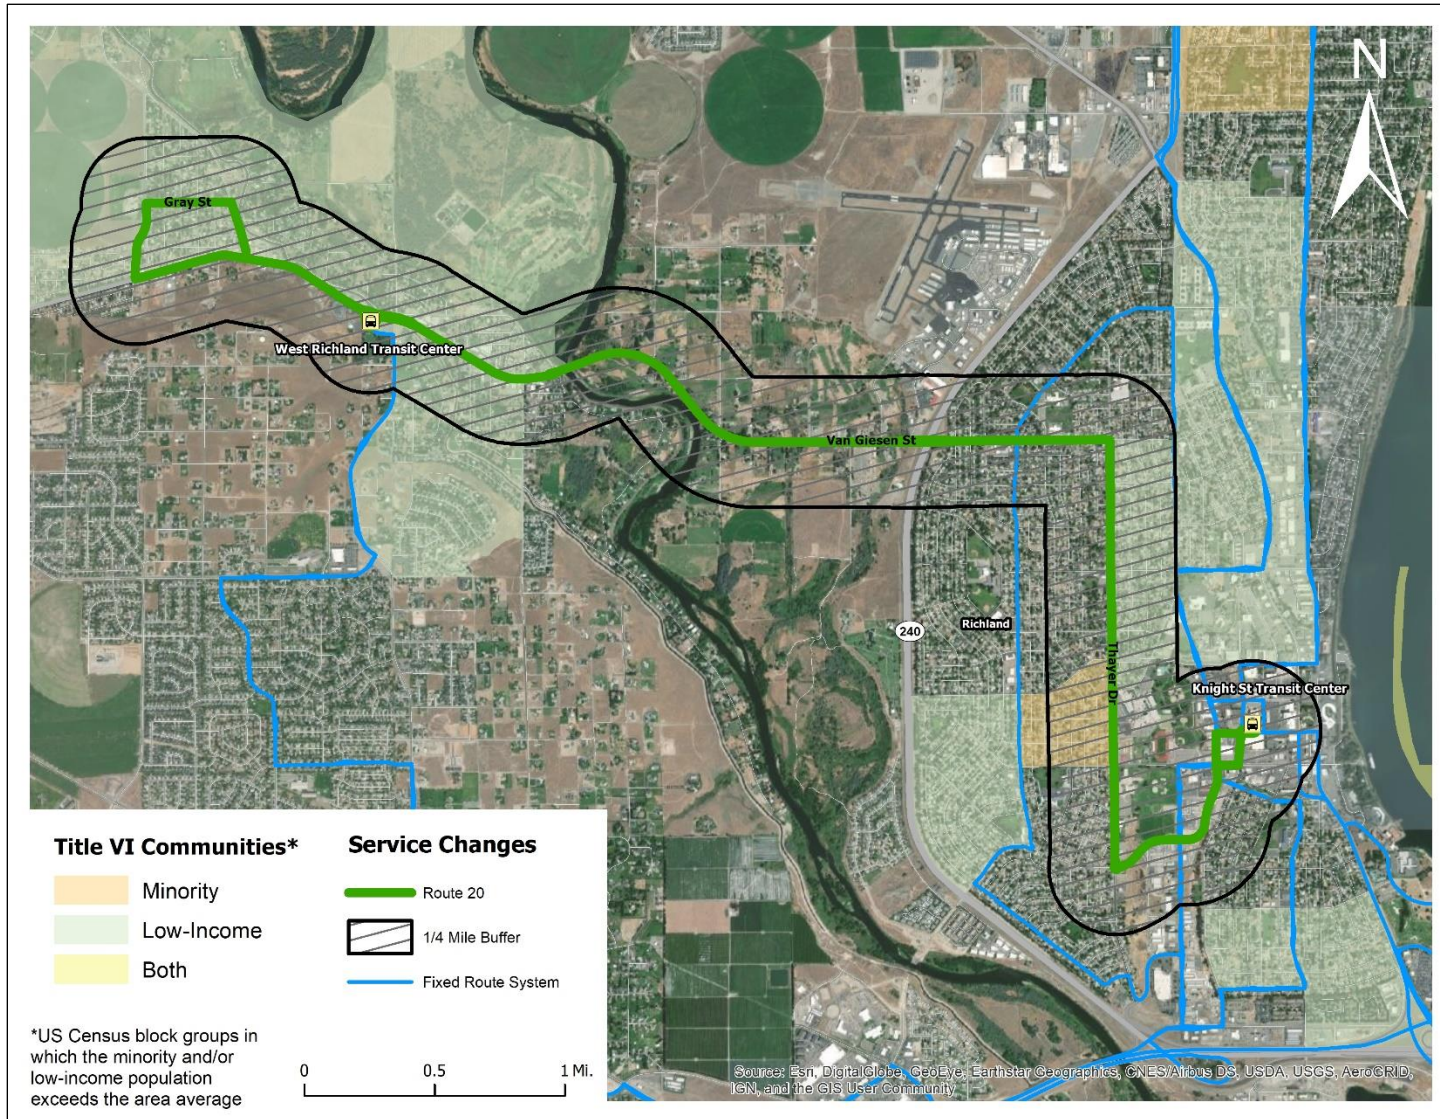 N
Gray St
West Richland Transit Center
Van Giesen St
240
Richland
Thayer Dr
Knight St Transit Center
Title VI Communities*
Minority
Low-Income
Both
*US Census block groups in
which the minority and/or
low-income population
exceeds the area average
Service Changes
Route 20
1/4 Mile Buffer
Fixed Route System
0 0.5 1 Mi.
Source: Esri, DigitalGlobe, GeoEye, Earthstar Geographics, CNES/Airbus DS, USDA, USGS, AeroGRID,
IGN, and the GIS User Community